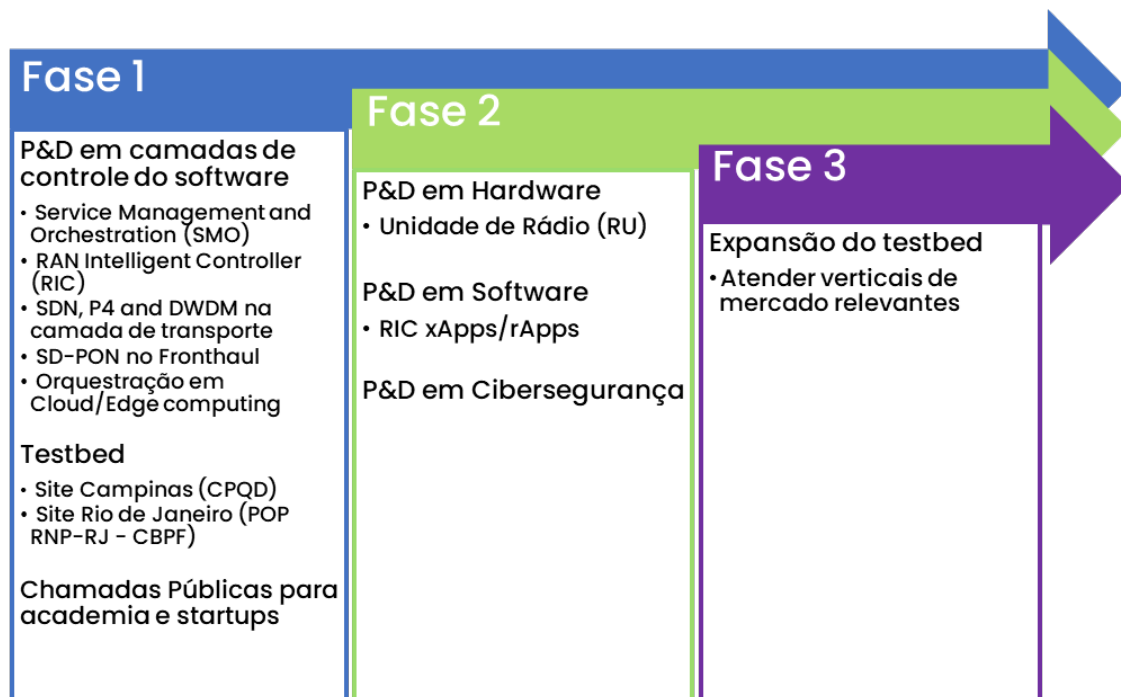 Fase 1
P&D em camadas de
controle do software
• Service Management and
Orchestration (SMO)
• RAN Intelligent Controller
(RIC)
• SDN, P4 and DWDM na
camada de transporte
• SD-PON no Fronthaul
• Orquestração em
Cloud/Edge computing
Testbed
• Site Campinas (CPQD)
• Site Rio de Janeiro (POP
RNP-RJ - CBPF)
Chamadas Públicas para
academia e startups
Fase 2
P&D em Hardware
• Unidade de Rádio (RU)
P&D em Software
• RIC xApps/rApps
P&D em Cibersegurança
Fase 3
Expansão do testbed
• Atender verticais de
mercado relevantes